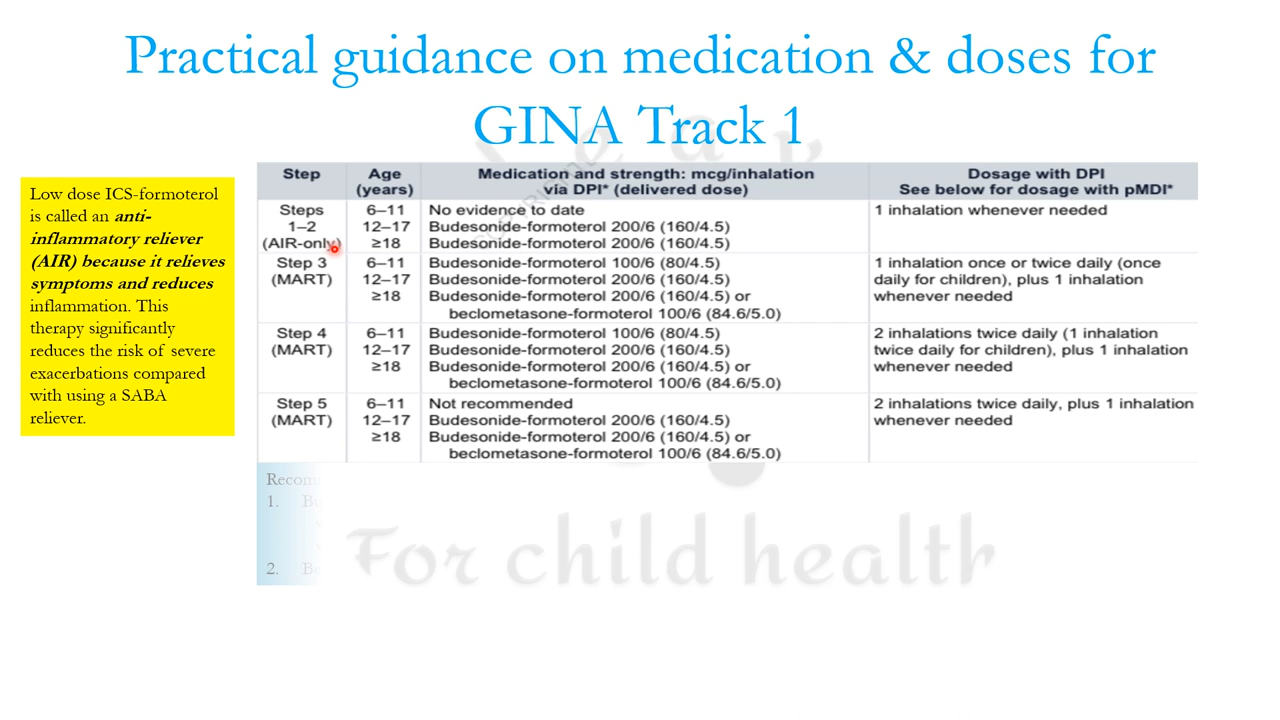 Practical guidance on medication & doses for
GINA Track 1
Low dose ICS-formoterol
is called an anti-
inflammatory reliever
(AIR) because it relieves
symptoms and reduces
inflammation. This
therapy significantly
reduces the risk of severe
exacerbations compared
with using a SABA
reliever.
Step Age (years) Medication and strength: mcg/inhalation via DPI* (delivered dose) Dosage with DPI See below for dosage with pMDI*
Steps 6–11 No evidence to date 1 inhalation whenever needed
1–2 12–17 Budesonide-formoterol 200/6 (160/4.5)
(AIR-only) ≥18 Budesonide-formoterol 200/6 (160/4.5)
Step 3 6–11 Budesonide-formoterol 100/6 (80/4.5) 1 inhalation once or twice daily (once
(MART) 12–17 Budesonide-formoterol 200/6 (160/4.5) daily for children), plus 1 inhalation
≥18 Budesonide-formoterol 200/6 (160/4.5) or whenever needed
beclometasone-formoterol 100/6 (84.6/5.0)
Step 4 6–11 Budesonide-formoterol 100/6 (80/4.5) 2 inhalations twice daily (1 inhalation
(MART) 12–17 Budesonide-formoterol 200/6 (160/4.5) twice daily for children), plus 1 inhalation
≥18 Budesonide-formoterol 200/6 (160/4.5) or whenever needed
beclometasone-formoterol 100/6 (84.6/5.0)
Step 5 6–11 Not recommended 2 inhalations twice daily, plus 1 inhalation
(MART) 12–17 Budesonide-formoterol 200/6 (160/4.5) whenever needed
≥18 Budesonide-formoterol 200/6 (160/4.5) or
beclometasone-formoterol 100/6 (84.6/5.0)
1.
2.
For child health